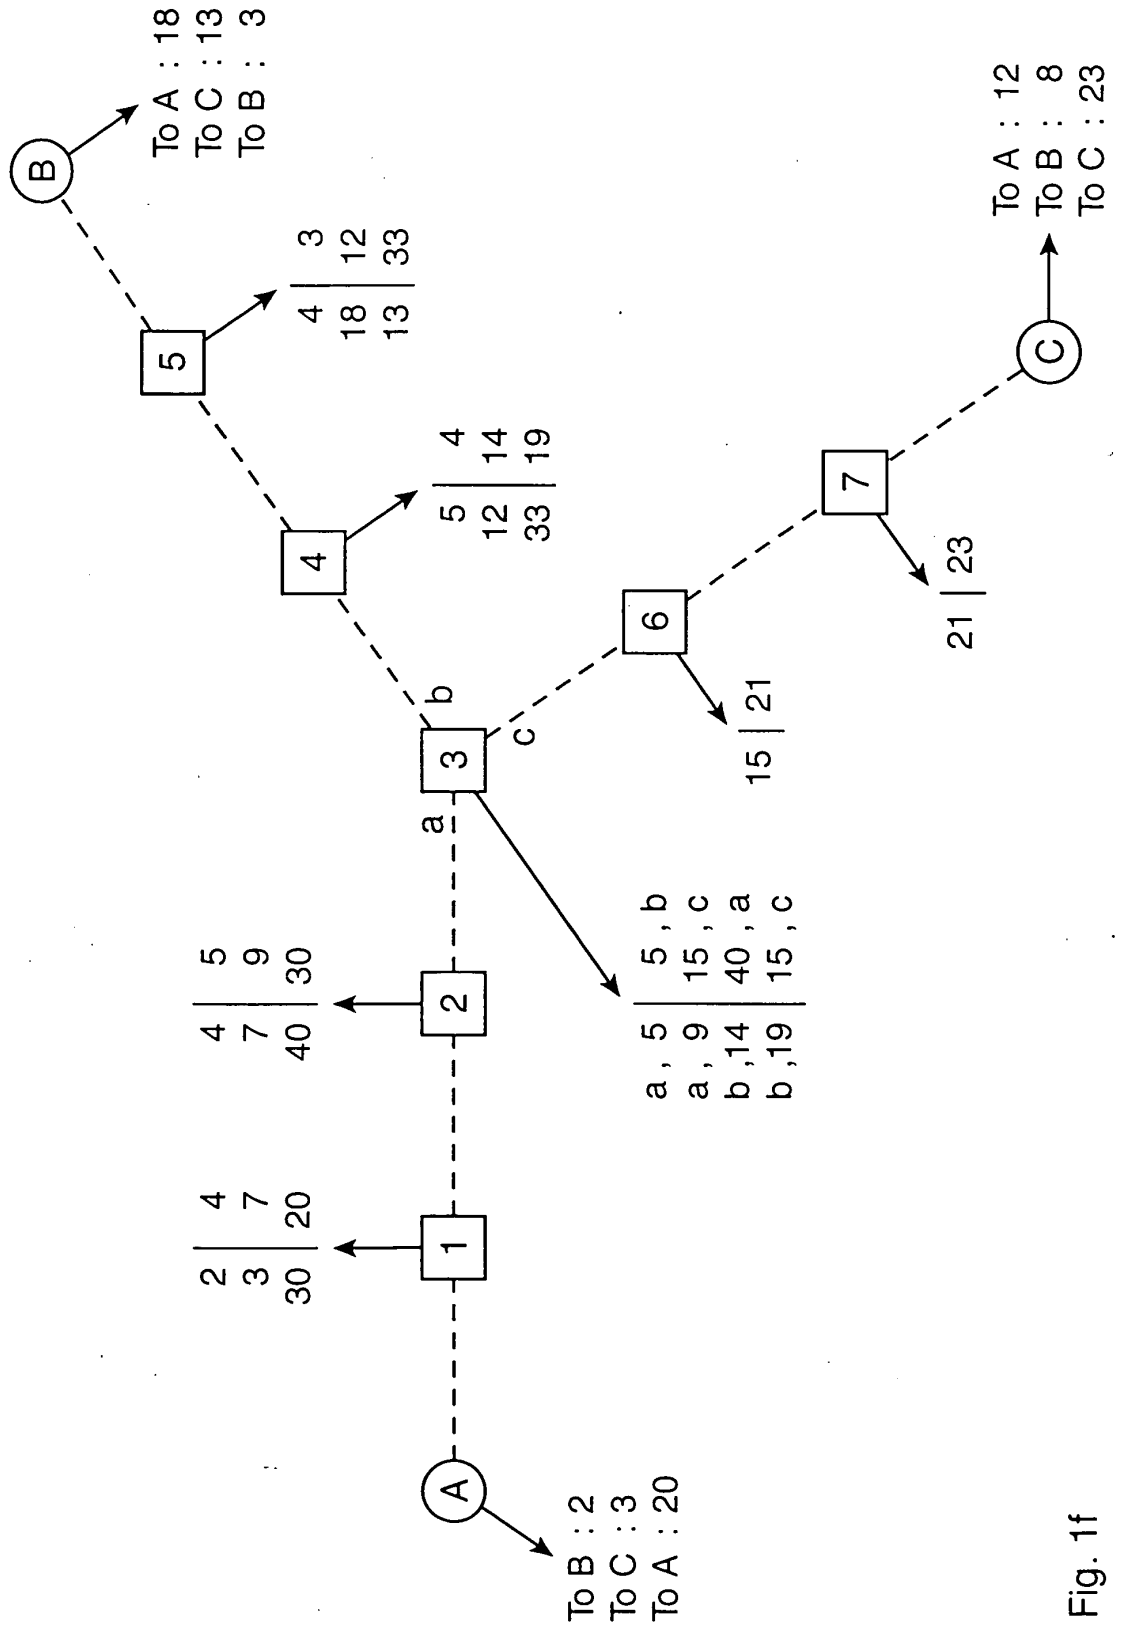 A
To B : 2
To C : 3
To A : 20
1
2 | 4
3 | 7
30 | 20
2
4 | 5
7 | 9
40 | 30
a
3
b
c
a , 5 | 5 , b
a , 9 | 15 , c
b ,14 | 40 , a
b ,19 | 15 , c
4
5 | 4
12 | 14
33 | 19
5
4 | 3
18 | 12
13 | 33
B
To A : 18
To C : 13
To B : 3
6
15 | 21
7
21 | 23
C
To A : 12
To B : 8
To C : 23
Fig. 1f